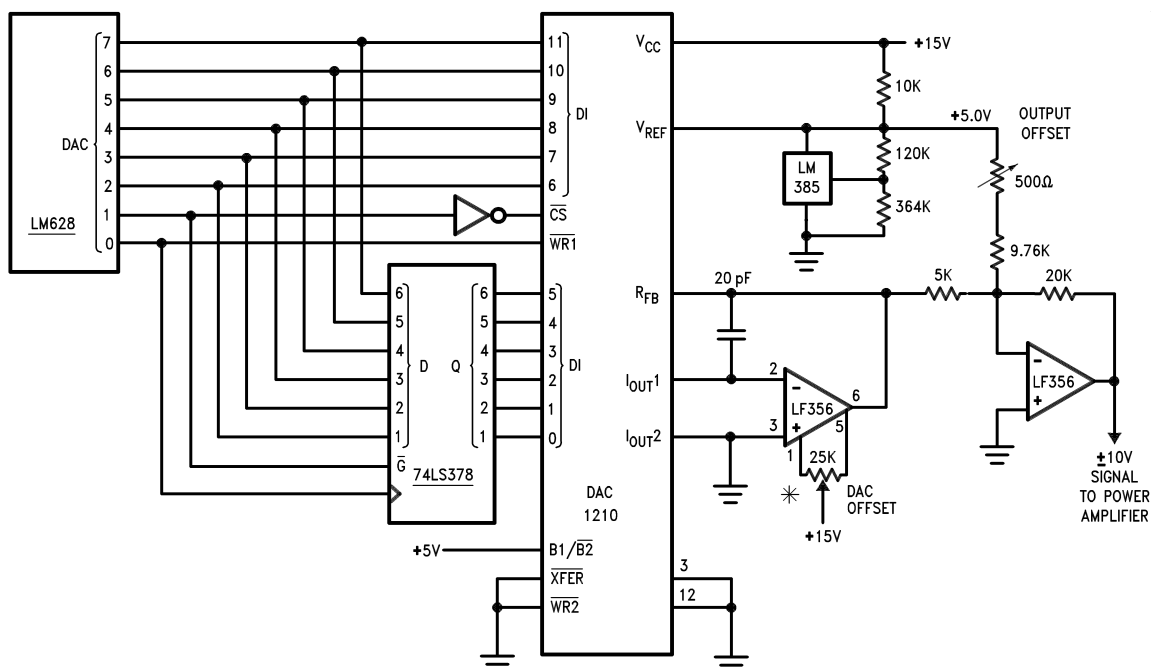 LM628
DAC
7
6
5
4
3
2
1
0
11
10
9
8
7
6
DI
CS
WR1
6
5
4
3
2
1
D
G
74LS378
Q
6
5
4
3
2
1
5
4
3
2
1
0
DI
DAC
1210
+5V
B1/B2
XFER
WR2
VCC
VREF
RFB
IOUT1
IOUT2
3
12
+15V
10K
+5.0V
120K
LM
385
364K
OUTPUT
OFFSET
500Ω
9.76K
20 pF
5K
20K
2
3
LF356
-
+
6
5
1
25K
*
DAC
OFFSET
+15V
-
+
LF356
±10V
SIGNAL
TO POWER
AMPLIFIER